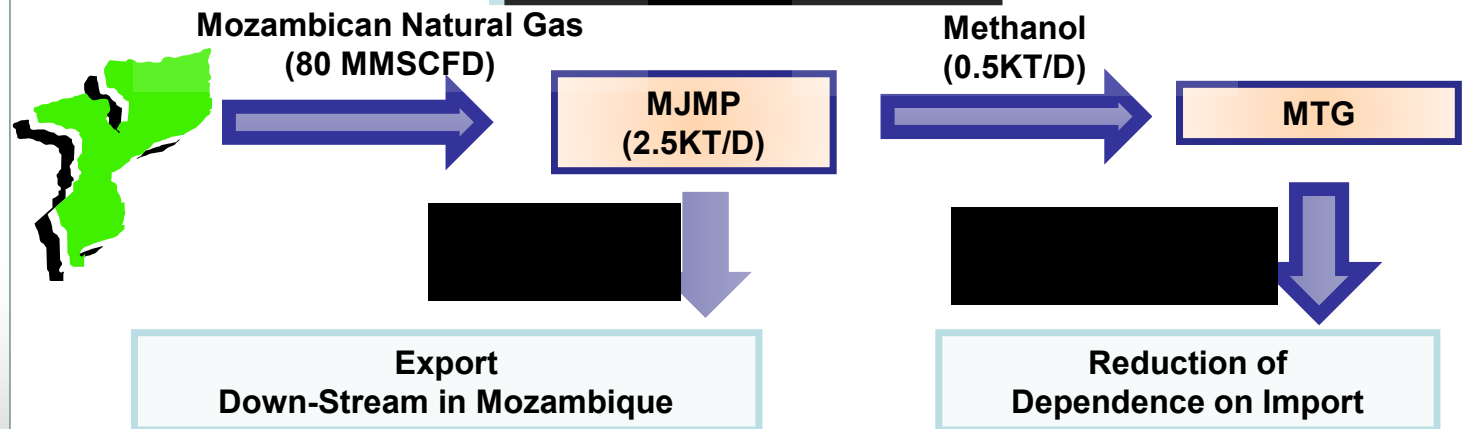 Mozambican Natural Gas
(80 MMSCFD)
Methanol
(0.5KT/D)
MJMP
(2.5KT/D)
MTG
Export
Down-Stream in Mozambique
Reduction of
Dependence on Import